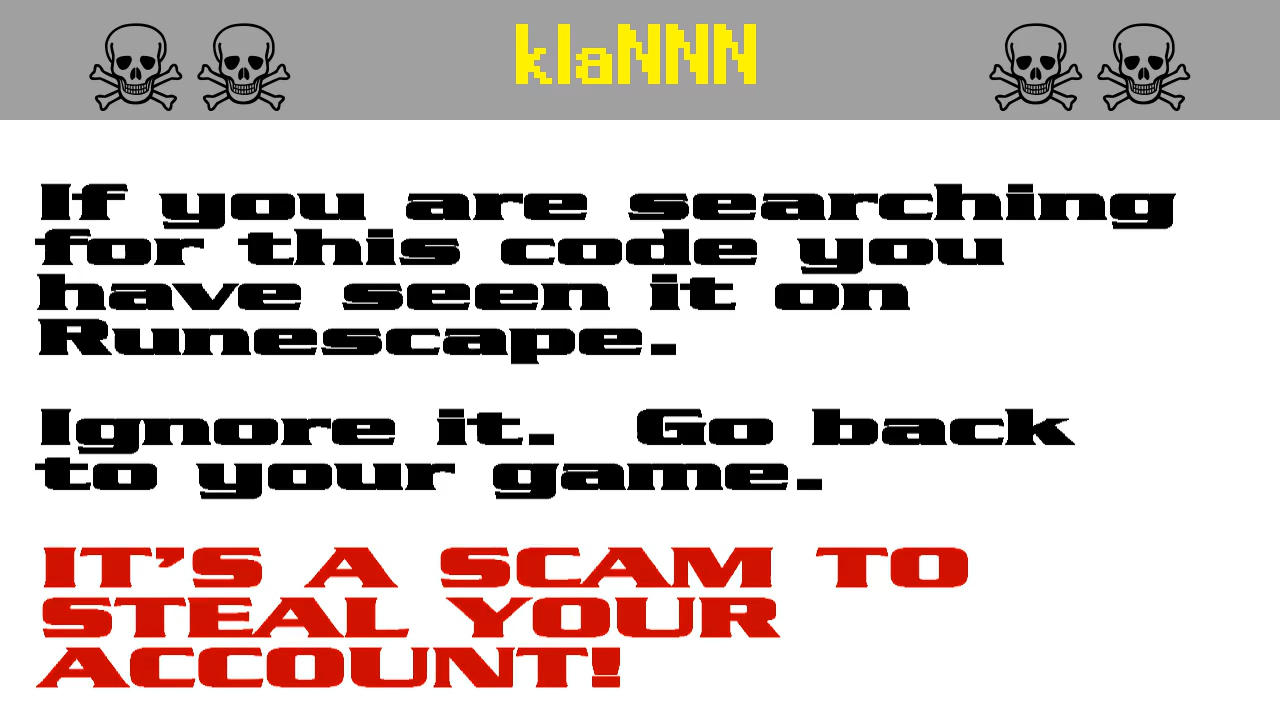 klaNNN
If you are searching
for this code you
have seen it on
Runescape.
Ignore it.  Go back
to your game.
IT'S A SCAM TO
STEAL YOUR
ACCOUNT!